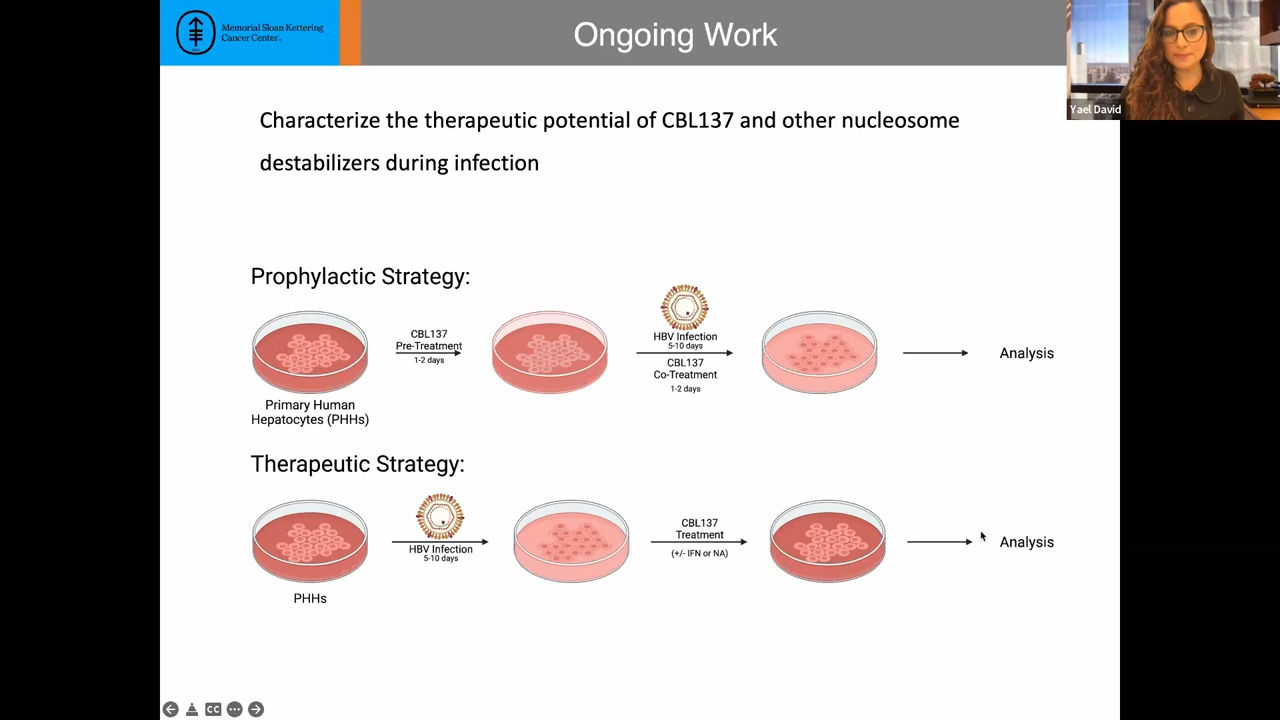 Memorial Sloan Kettering
Cancer Center
Ongoing Work
Yael David
Characterize the therapeutic potential of CBL137 and other nucleosome
destabilizers during infection
Prophylactic Strategy:
CBL137
Pre-Treatment
1-2 days
HBV Infection
5-10 days
CBL137
Co-Treatment
1-2 days
Analysis
Primary Human
Hepatocytes (PHHs)
Therapeutic Strategy:
HBV Infection
5-10 days
CBL137
Treatment
(+/- IFN or NA)
Analysis
PHHs
CC